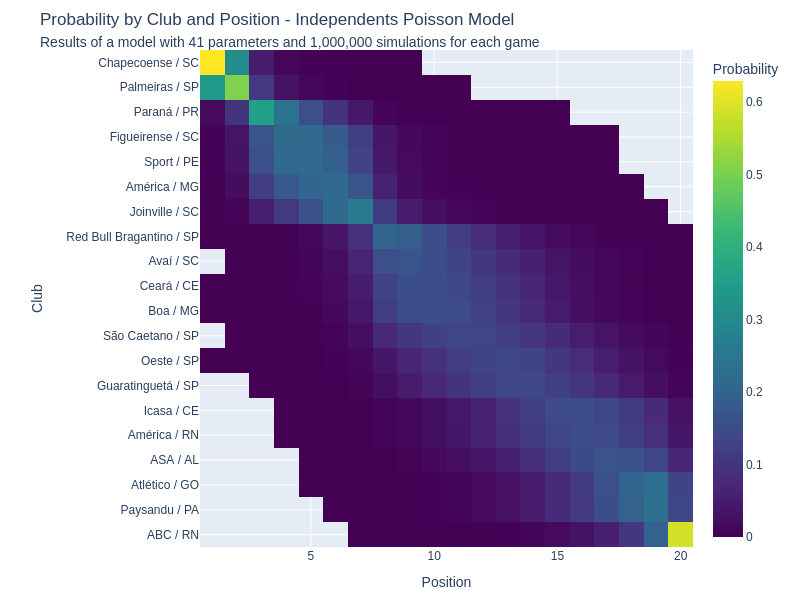 Probability by Club and Position - Independents Poisson Model
Results of a model with 41 parameters and 1,000,000 simulations for each game
Chapecoense / SC
Palmeiras / SP
Paraná / PR
Figueirense / SC
Sport / PE
América / MG
Joinville / SC
Red Bull Bragantino / SP
Avaí / SC
Ceará / CE
Boa / MG
São Caetano / SP
Oeste / SP
Guaratinguetá / SP
Icasa / CE
América / RN
ASA / AL
Atlético / GO
Paysandu / PA
ABC / RN
Club
5
10
15
20
Position
Probability
0.6
0.5
0.4
0.3
0.2
0.1
0